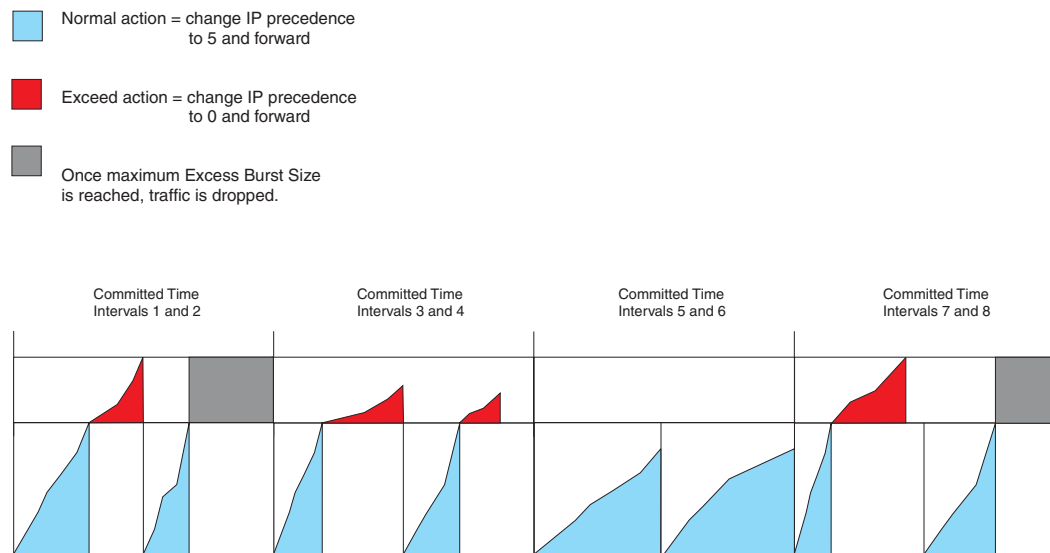 Normal action = change IP precedence
to 5 and forward
Exceed action = change IP precedence
to 0 and forward
Once maximum Excess Burst Size
is reached, traffic is dropped.
Committed Time
Intervals 1 and 2
Committed Time
Intervals 3 and 4
Committed Time
Intervals 5 and 6
Committed Time
Intervals 7 and 8